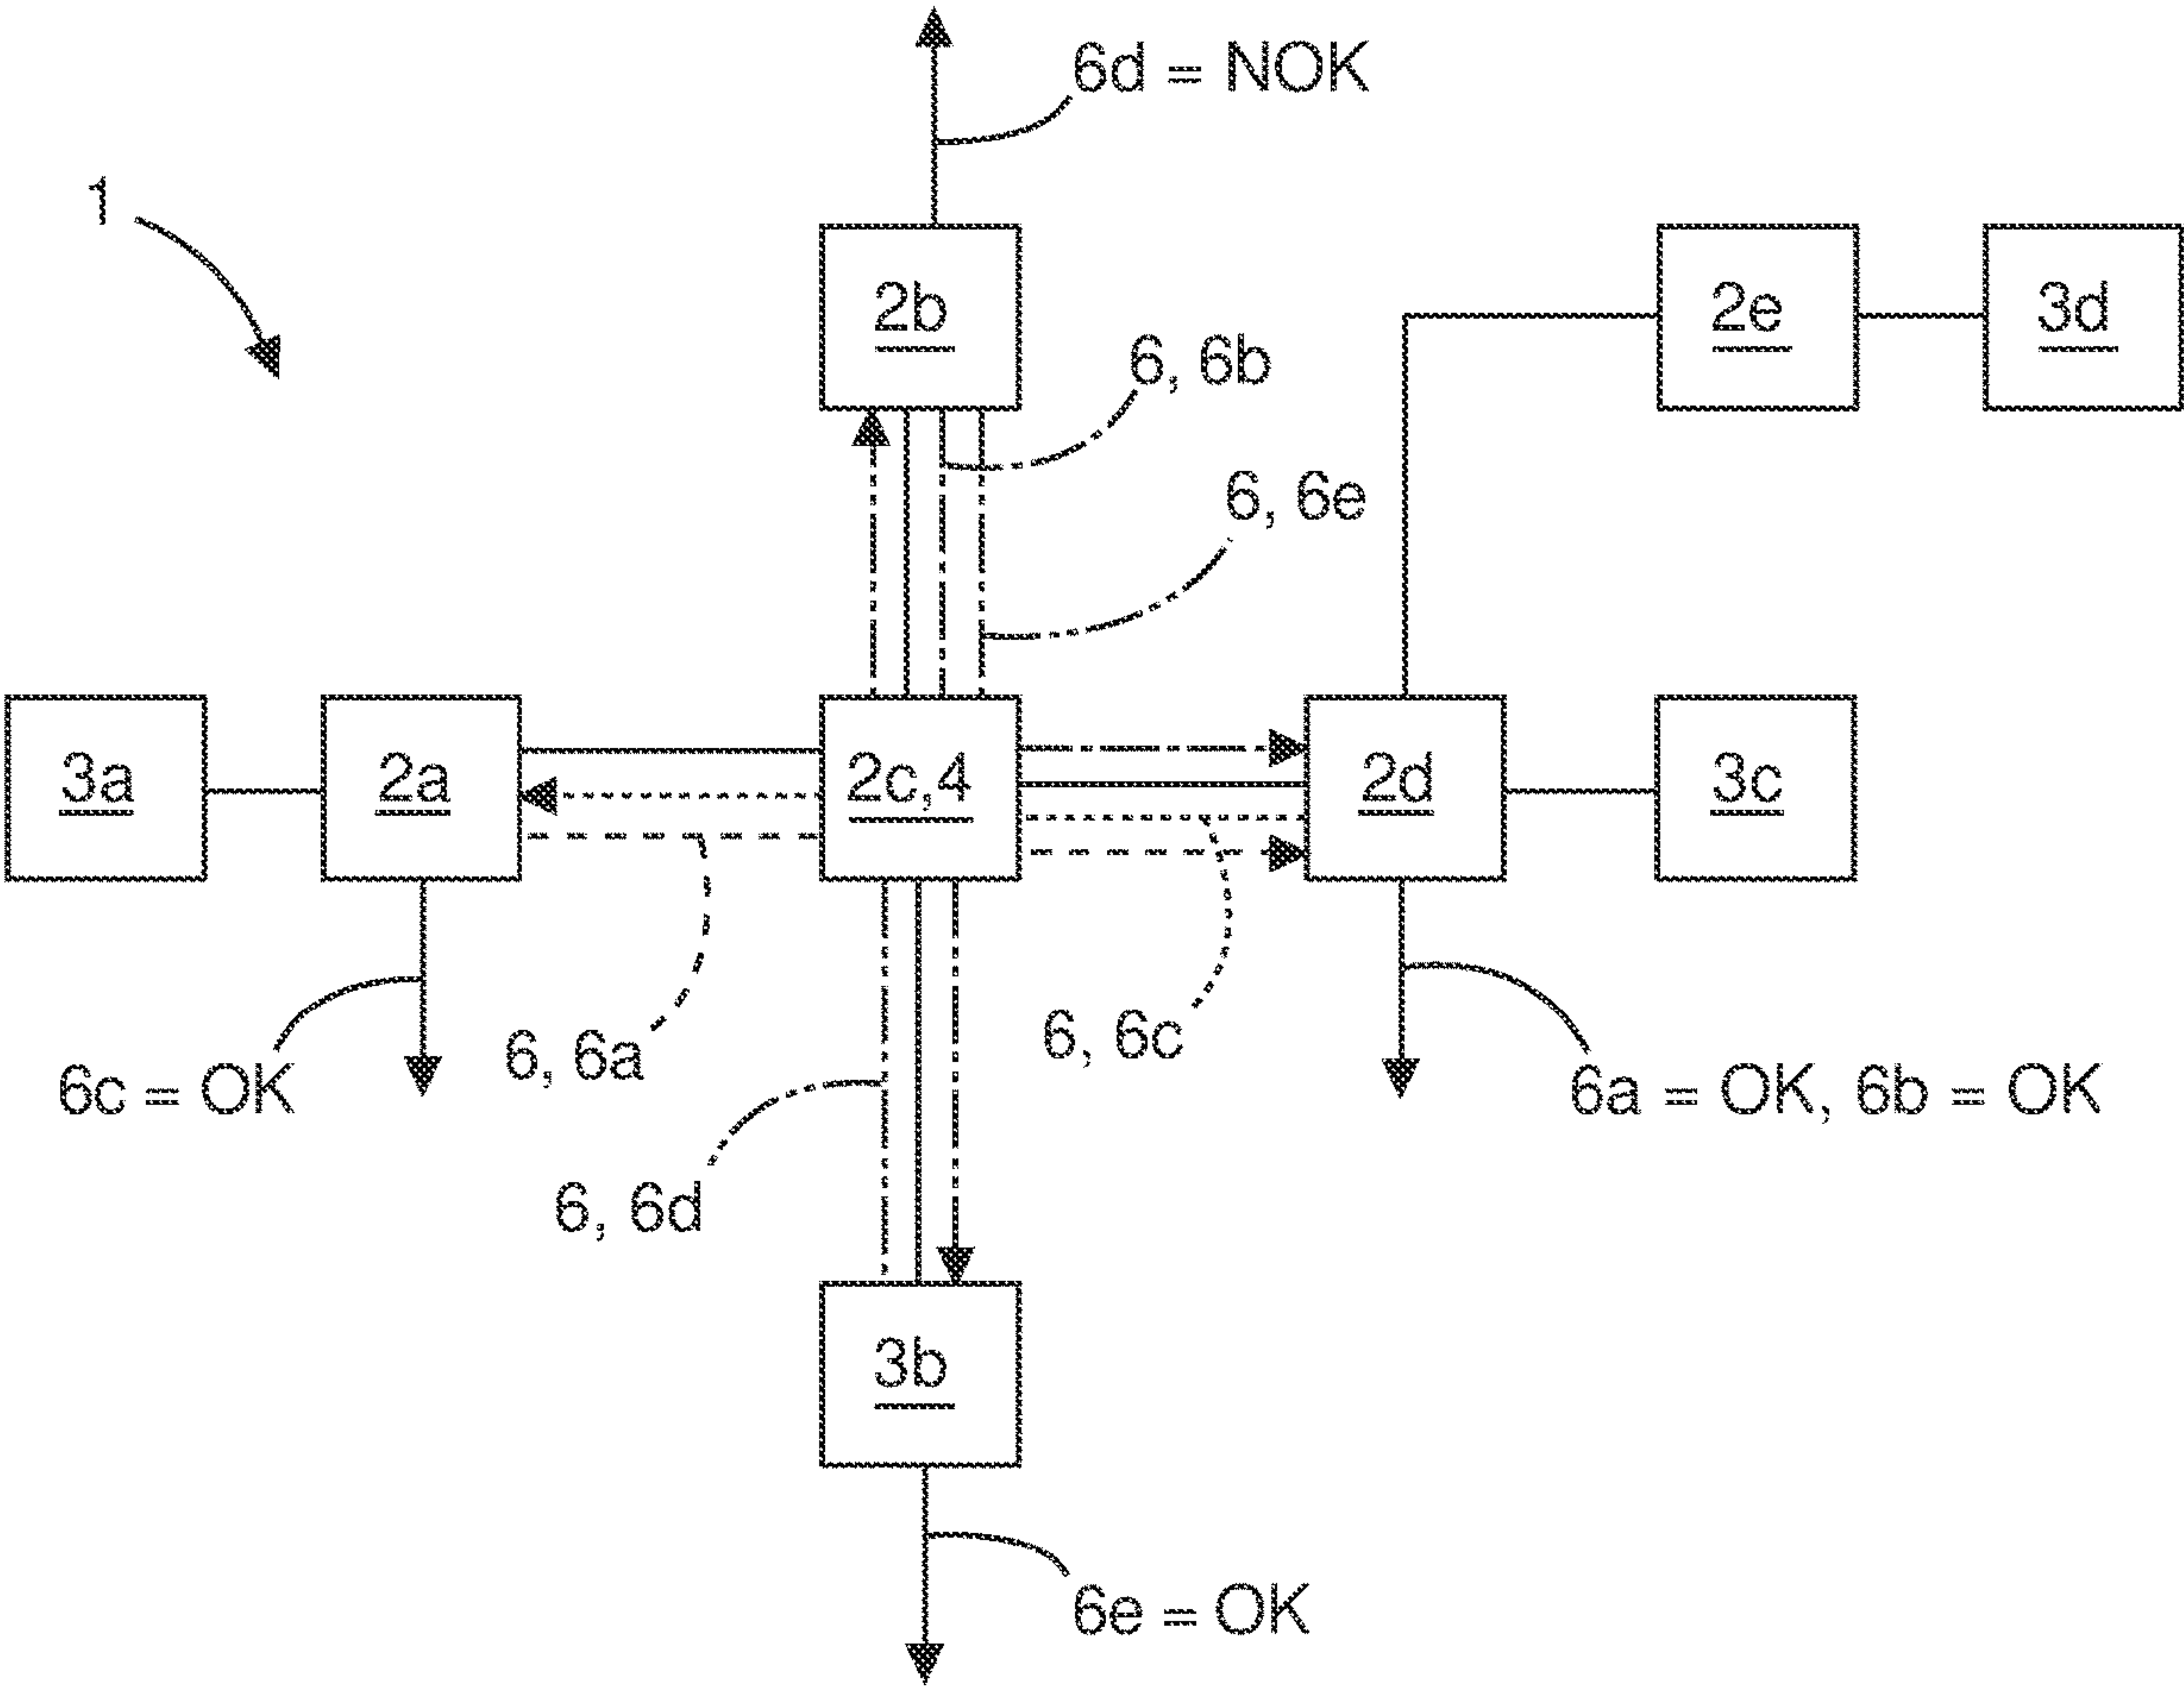 6d = NOK
1
2b
2e
3d
6, 6b
6, 6e
3a
2a
2c,4
2d
3c
6, 6a
6, 6c
6c = OK
6a = OK, 6b = OK
6, 6d
3b
6e = OK